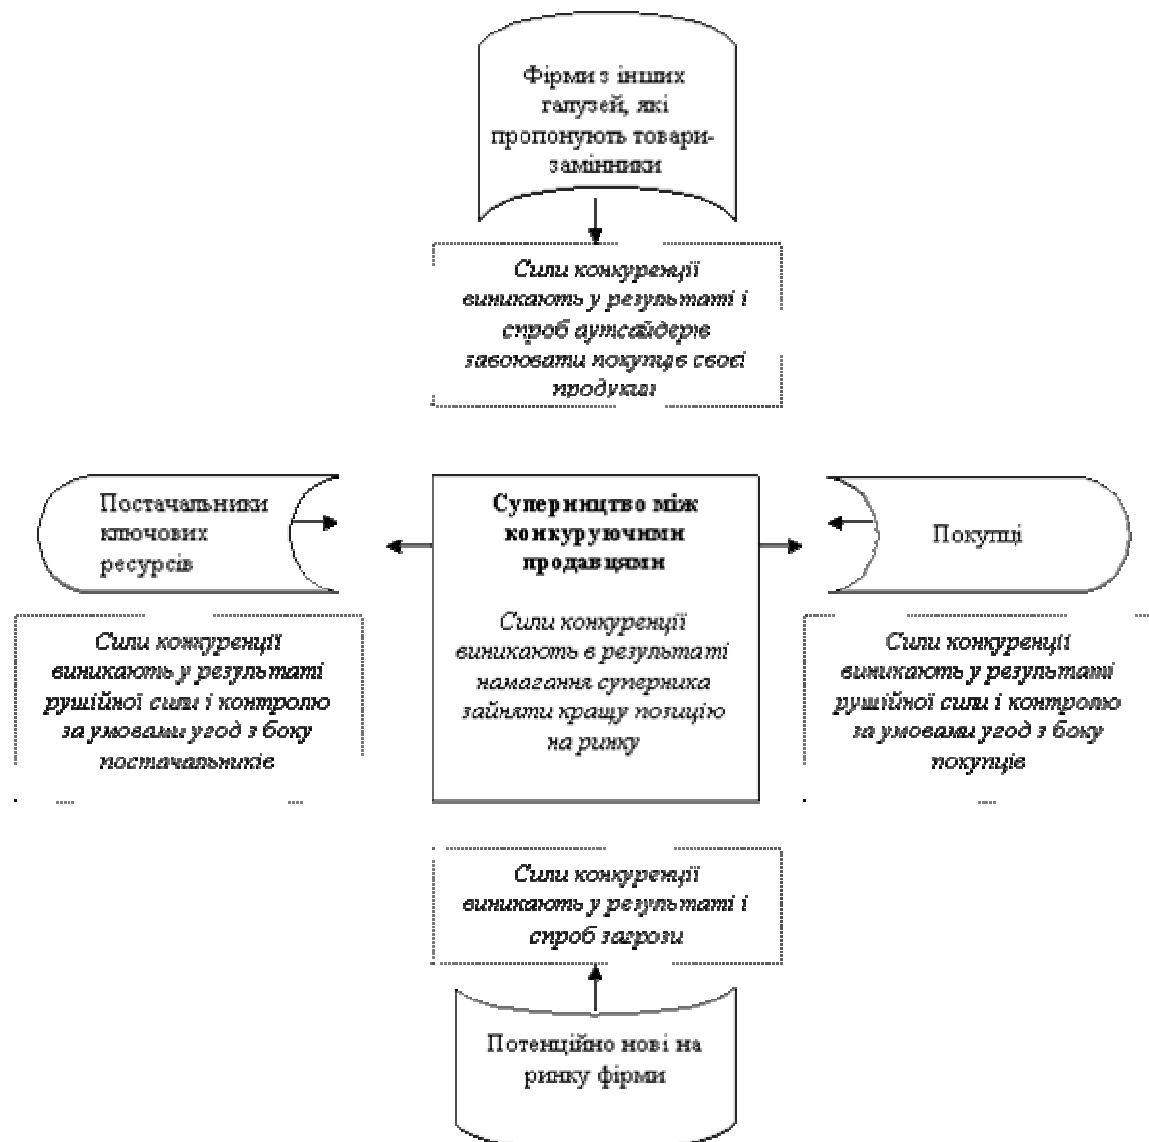 Фірми з інших
галузей, які
пропонують товари-
замінники
Сили конкуренції
виникають у результаті і
спроб аутсайдерів
завоювати покупців своєї
продукції
Постачальники
ключових
ресурсів
Суперництво між
конкуруючими
продавцями
Покупці
Сили конкуренції
виникають в результаті
намагання суперника
зайняти кращу позицію
на ринку
Сили конкуренції
виникають у результаті
рушійної сили і контролю
за умовами угод з боку
постачальників
Сили конкуренції
виникають у результаті
рушійної сили і контролю
за умовами угод з боку
покупців
Сили конкуренції
виникають у результаті і
спроб загрози
Потенційно нові на
ринку фірми